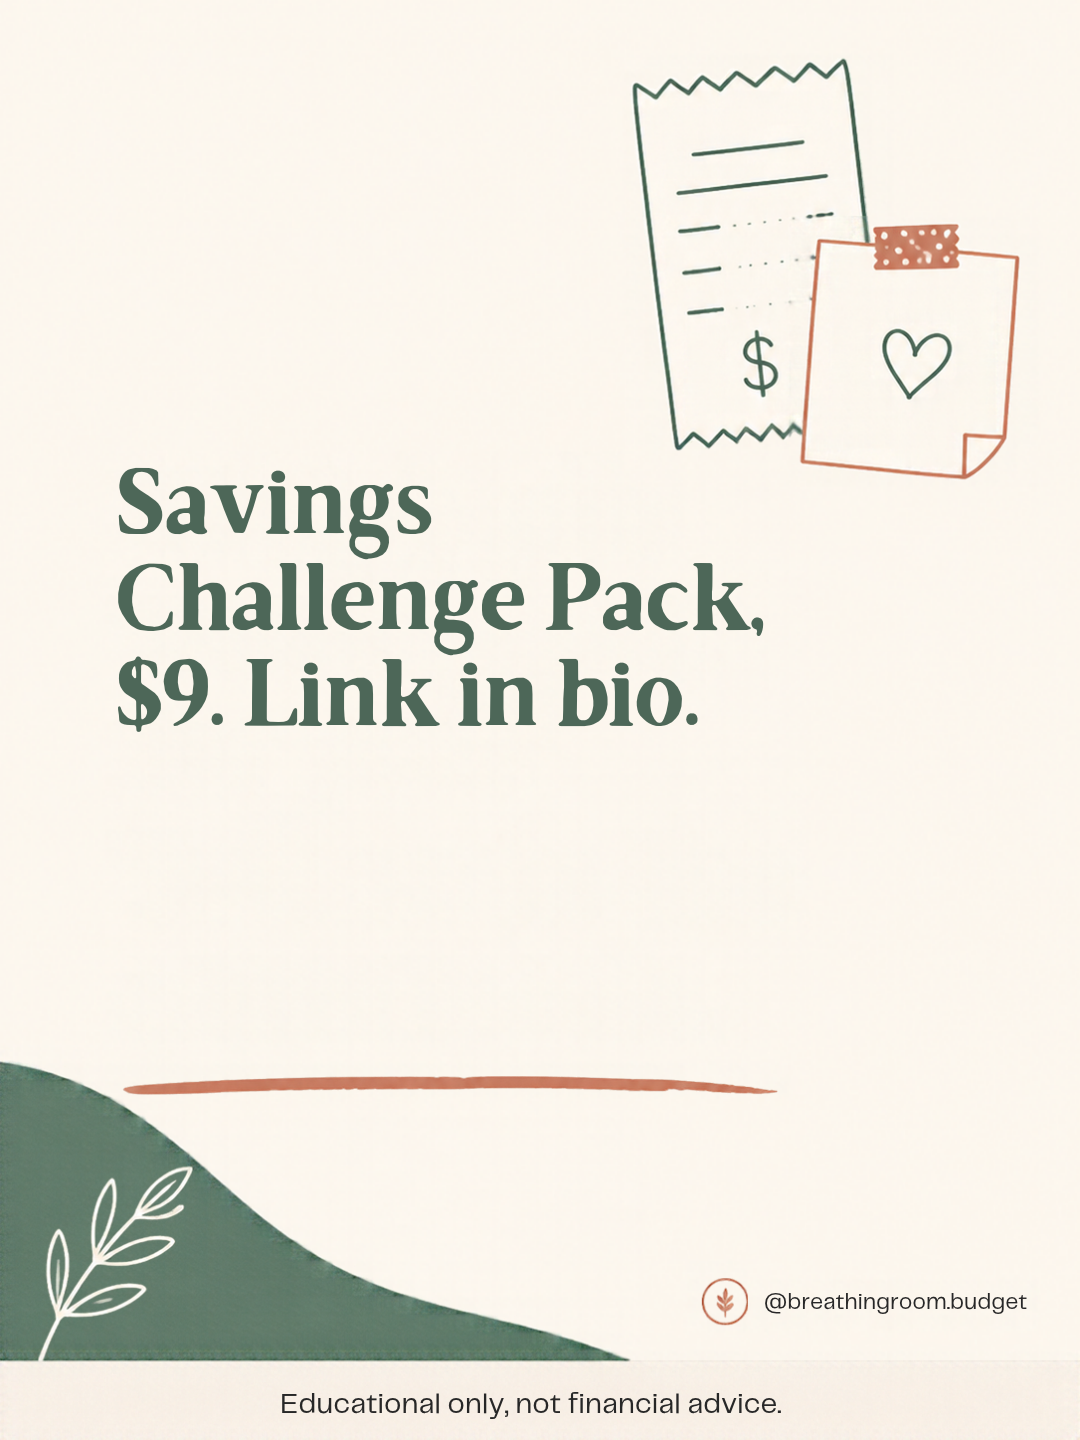 $
Savings
Challenge Pack,
$9. Link in bio.
@breathingroom.budget
Educational only, not financial advice.